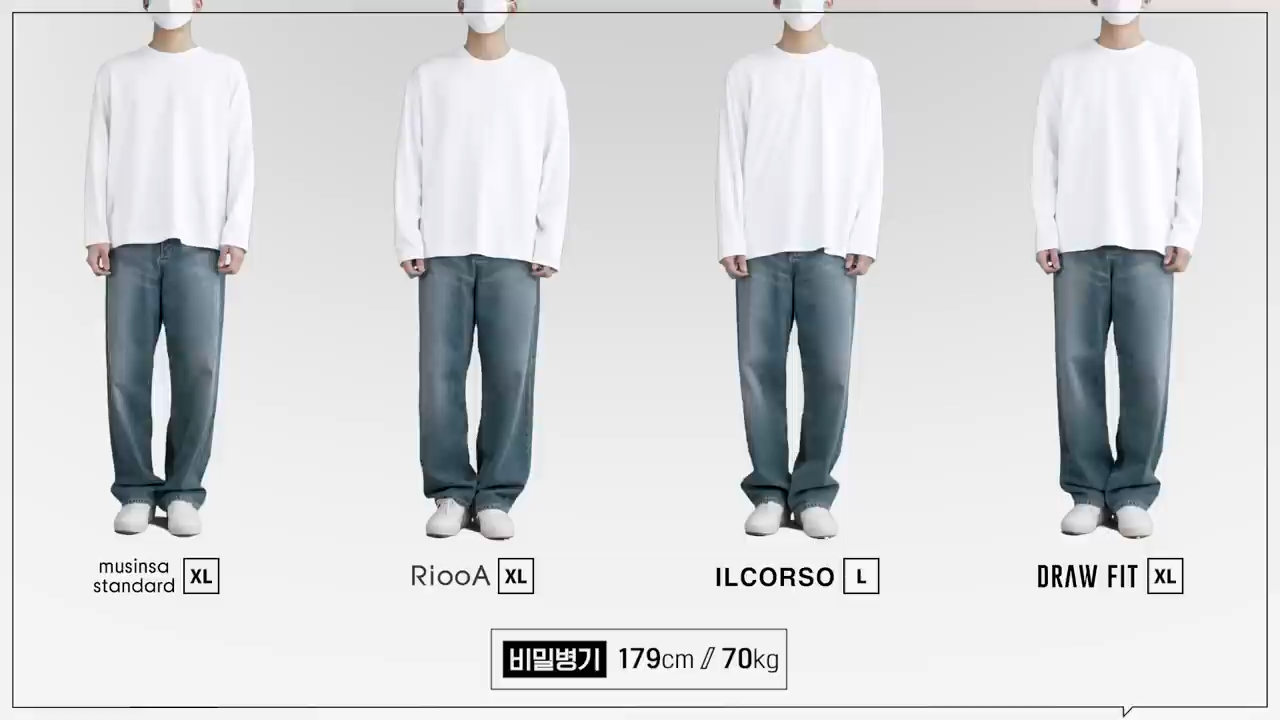 musinsa
standard XL
RiooA XL
ILCORSO L
DRAW FIT XL
비밀병기 179cm // 70kg